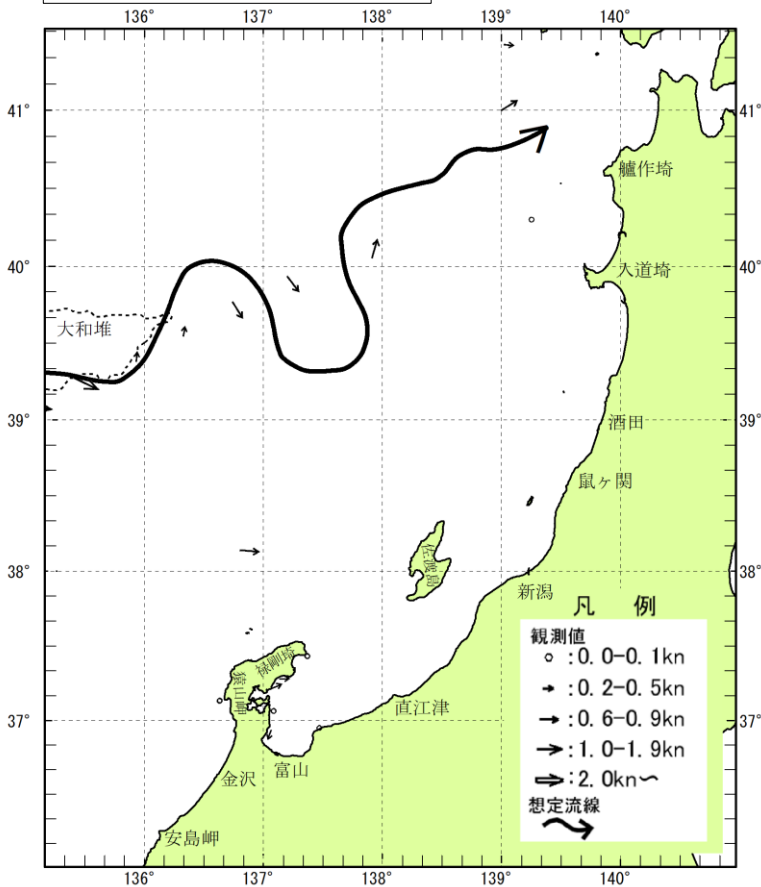 136° 137° 138° 139° 140°
41° 41°
艫作埼
40° 入道埼 40°
大和堆
39° 酒田 39°
鼠ヶ関
佐渡島
38° 新潟 38°
凡 例
観測値
:0.0-0.1kn
禄剛埼
猿山岬
:0.2-0.5kn
37° 直江津 :0.6-0.9kn 37°
:1.0-1.9kn
富山
金沢
:2.0kn～
想定流線
安島岬
136° 137° 138° 139° 140°